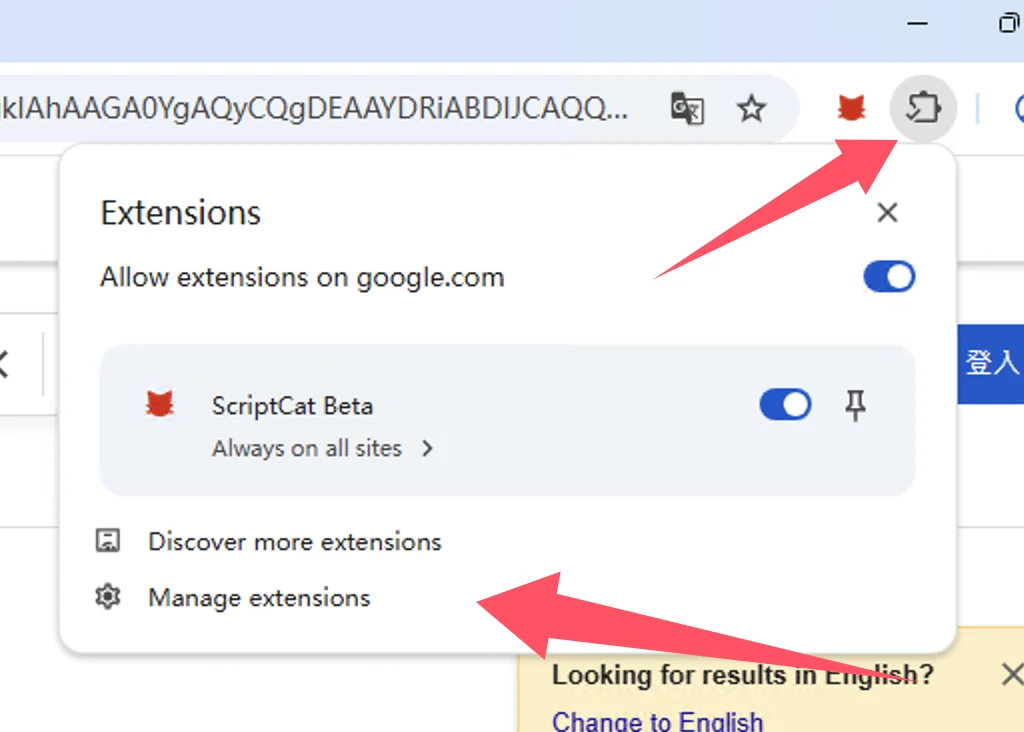 kIAhAAGA0YgAQyCQgDEAAYDRiABDIJCAQQ...
Extensions
Allow extensions on google.com
登入
ScriptCat Beta
Always on all sites
Discover more extensions
Manage extensions
Looking for results in English?
Change to English